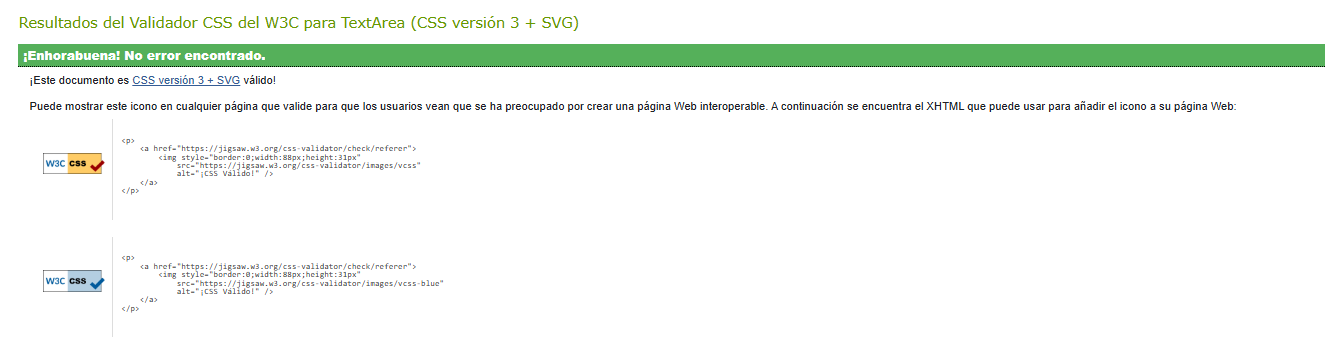 Resultados del Validador CSS del W3C para TextArea (CSS versión 3 + SVG)
¡Enhorabuena! No error encontrado.
¡Este documento es CSS versión 3 + SVG válido!
Puede mostrar este icono en cualquier página que valide para que los usuarios vean que se ha preocupado por crear una página Web interoperable. A continuación se encuentra el XHTML que puede usar para añadir el icono a su página Web:
W3C CSS
<p>
<a href="https://jigsaw.w3.org/css-validator/check/referer">
<img style="border:0;width:88px;height:31px"
src="https://jigsaw.w3.org/css-validator/images/vcss"
alt="¡CSS Válido!" />
</a>
</p>
W3C CSS
<p>
<a href="https://jigsaw.w3.org/css-validator/check/referer">
<img style="border:0;width:88px;height:31px"
src="https://jigsaw.w3.org/css-validator/images/vcss-blue"
alt="¡CSS Válido!" />
</a>
</p>